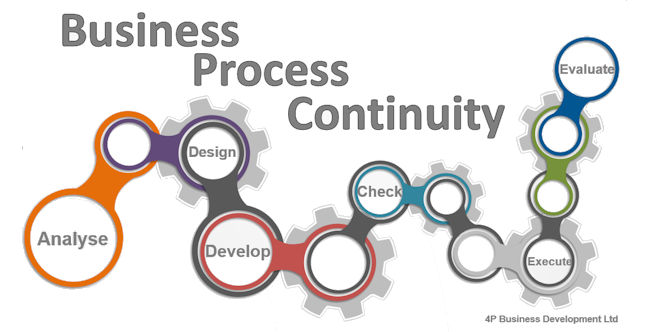 Business
Process
Continuity
Analyse
Design
Develop
Check
Execute
Evaluate
4P Business Development Ltd